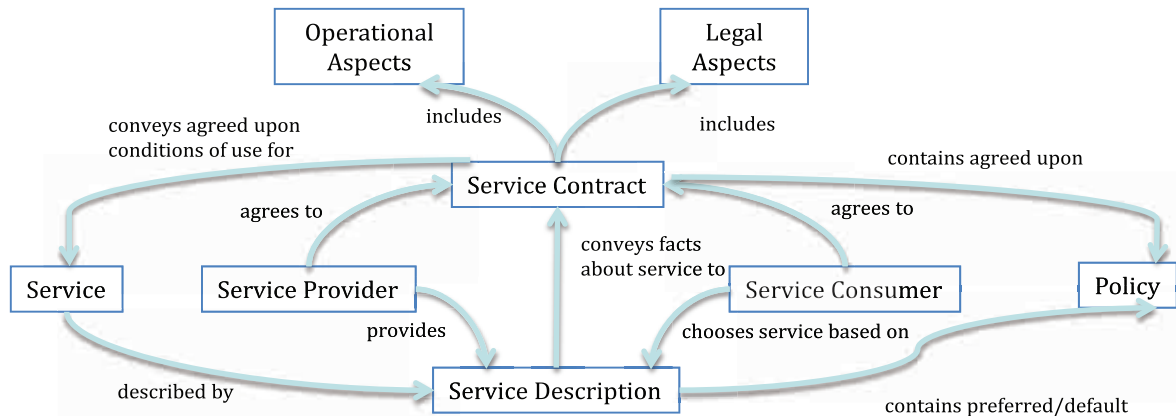 Operational
Aspects
Legal
Aspects
includes
includes
conveys agreed upon
conditions of use for
contains agreed upon
Service Contract
agrees to
conveys facts
about service to
agrees to
Service
Service Provider
Service Consumer
Policy
provides
chooses service based on
described by
Service Description
contains preferred/default